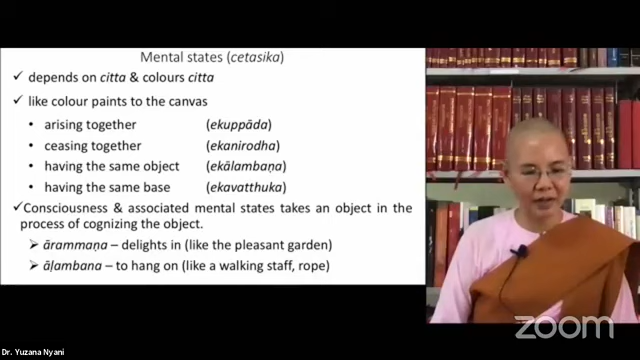 Mental states (cetasika)
✓ depends on citta & colours citta
✓ like colour paints to the canvas
• arising together (ekuppāda)
• ceasing together (ekanirodha)
• having the same object (ekālambaṇa)
• having the same base (ekavatthuka)
✓Consciousness & associated mental states takes an object in the
process of cognizing the object.
➢ ārammaṇa – delights in (like the pleasant garden)
➢ āḷambana – to hang on (like a walking staff, rope)
zoom
Dr. Yuzana Nyani